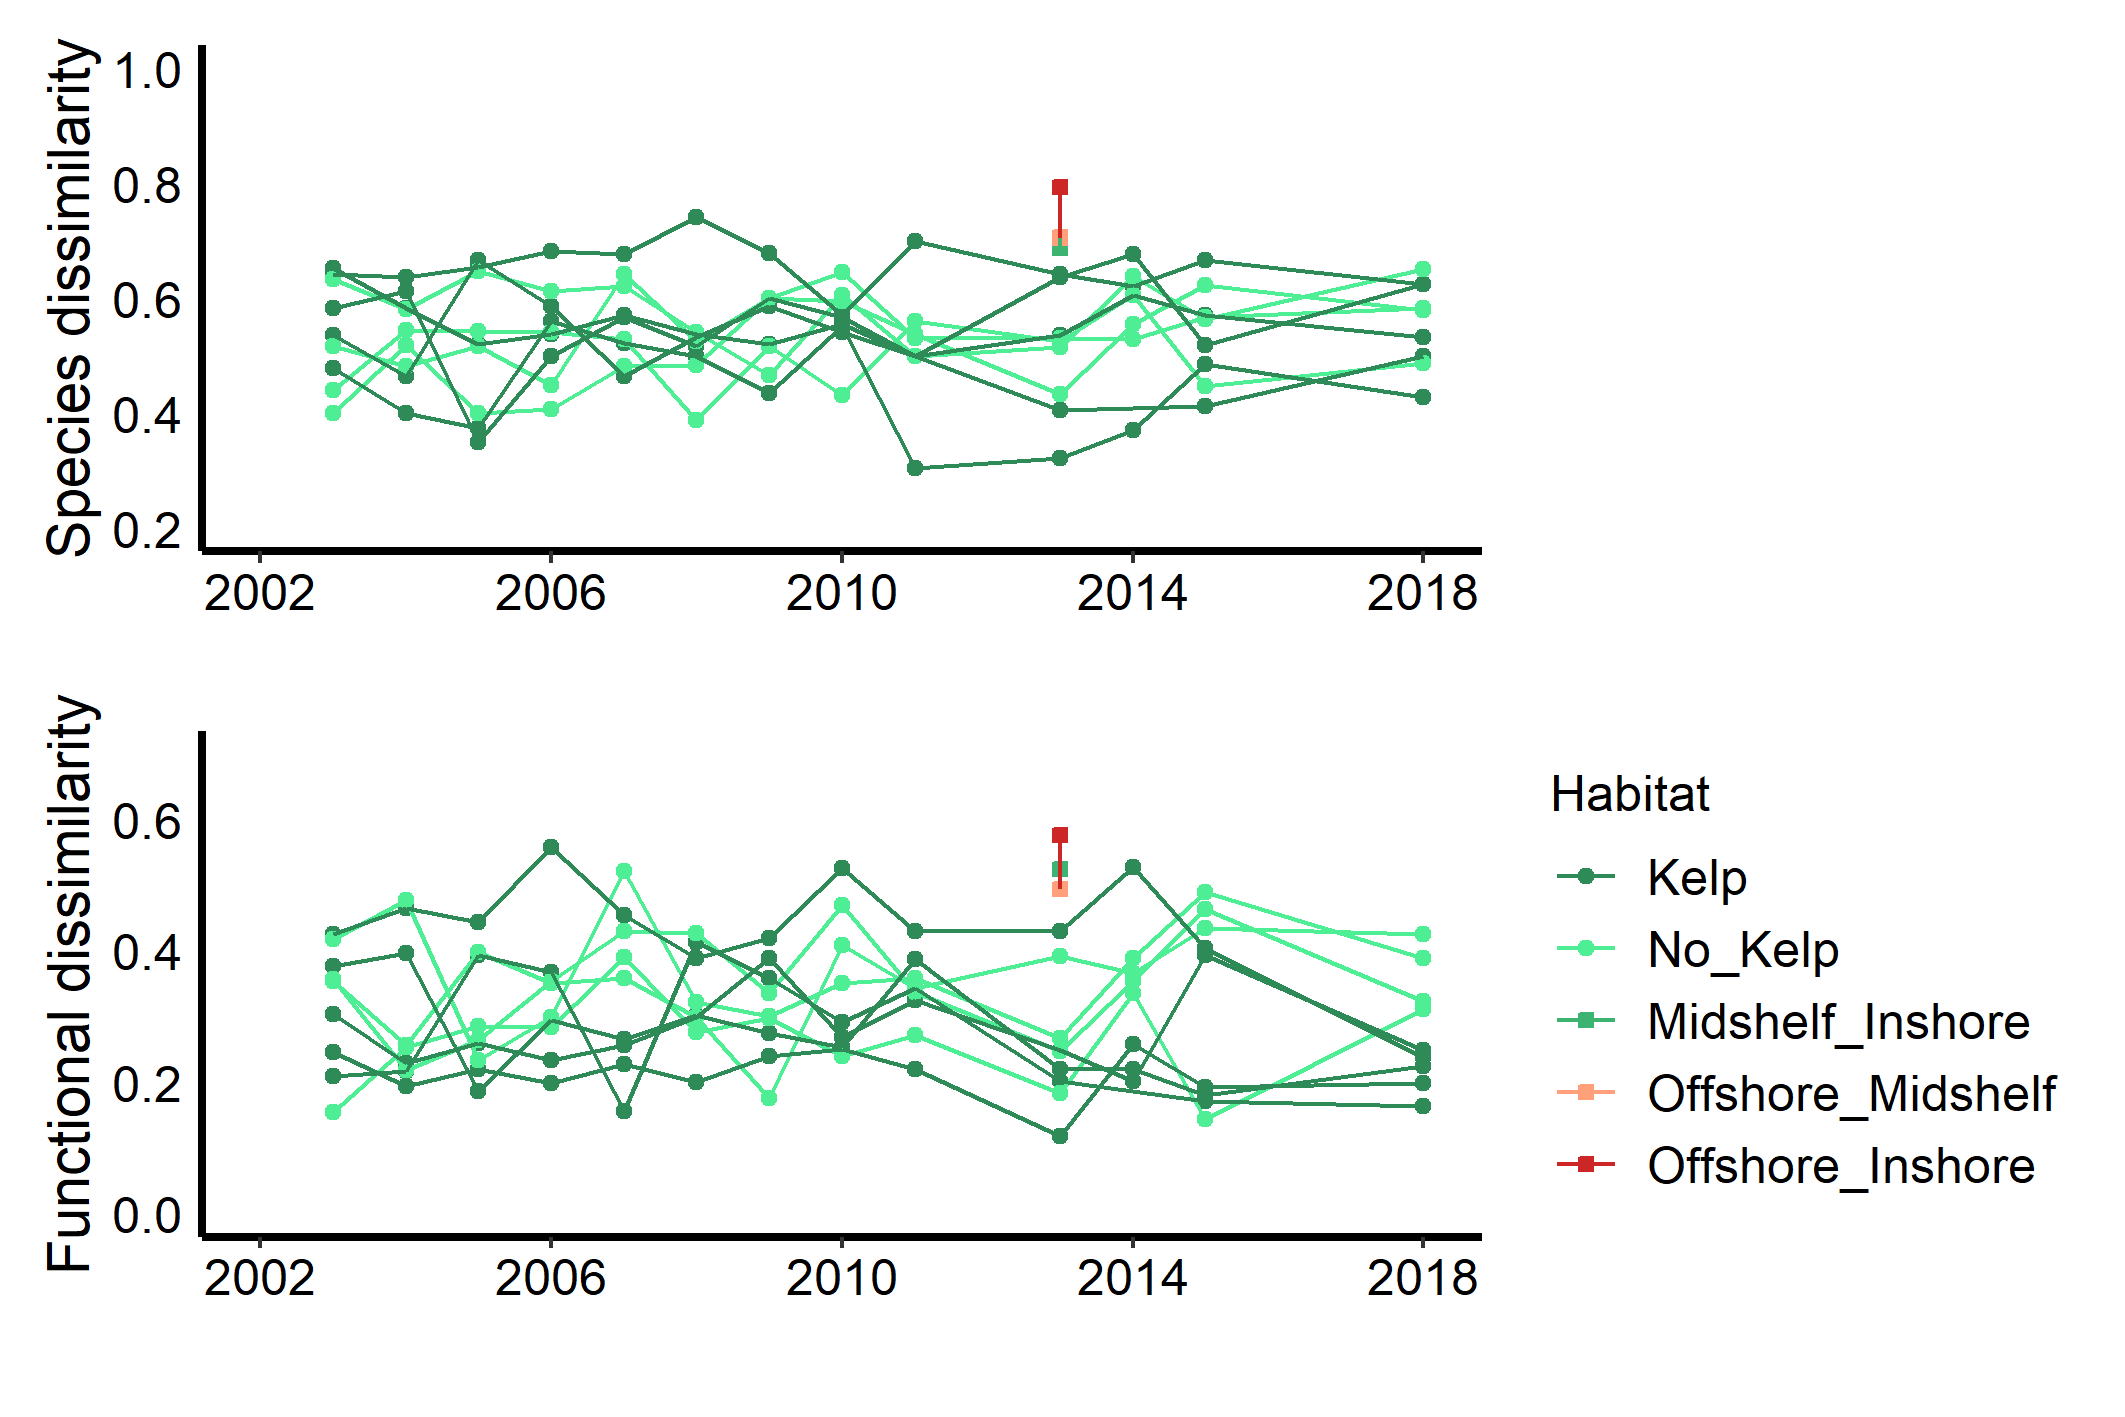 Species dissimilarity
1.0
0.8
0.6
0.4
0.2
2002 2006 2010 2014 2018
Functional dissimilarity
0.6
0.4
0.2
0.0
2002 2006 2010 2014 2018
Habitat
Kelp
No_Kelp
Midshelf_Inshore
Offshore_Midshelf
Offshore_Inshore